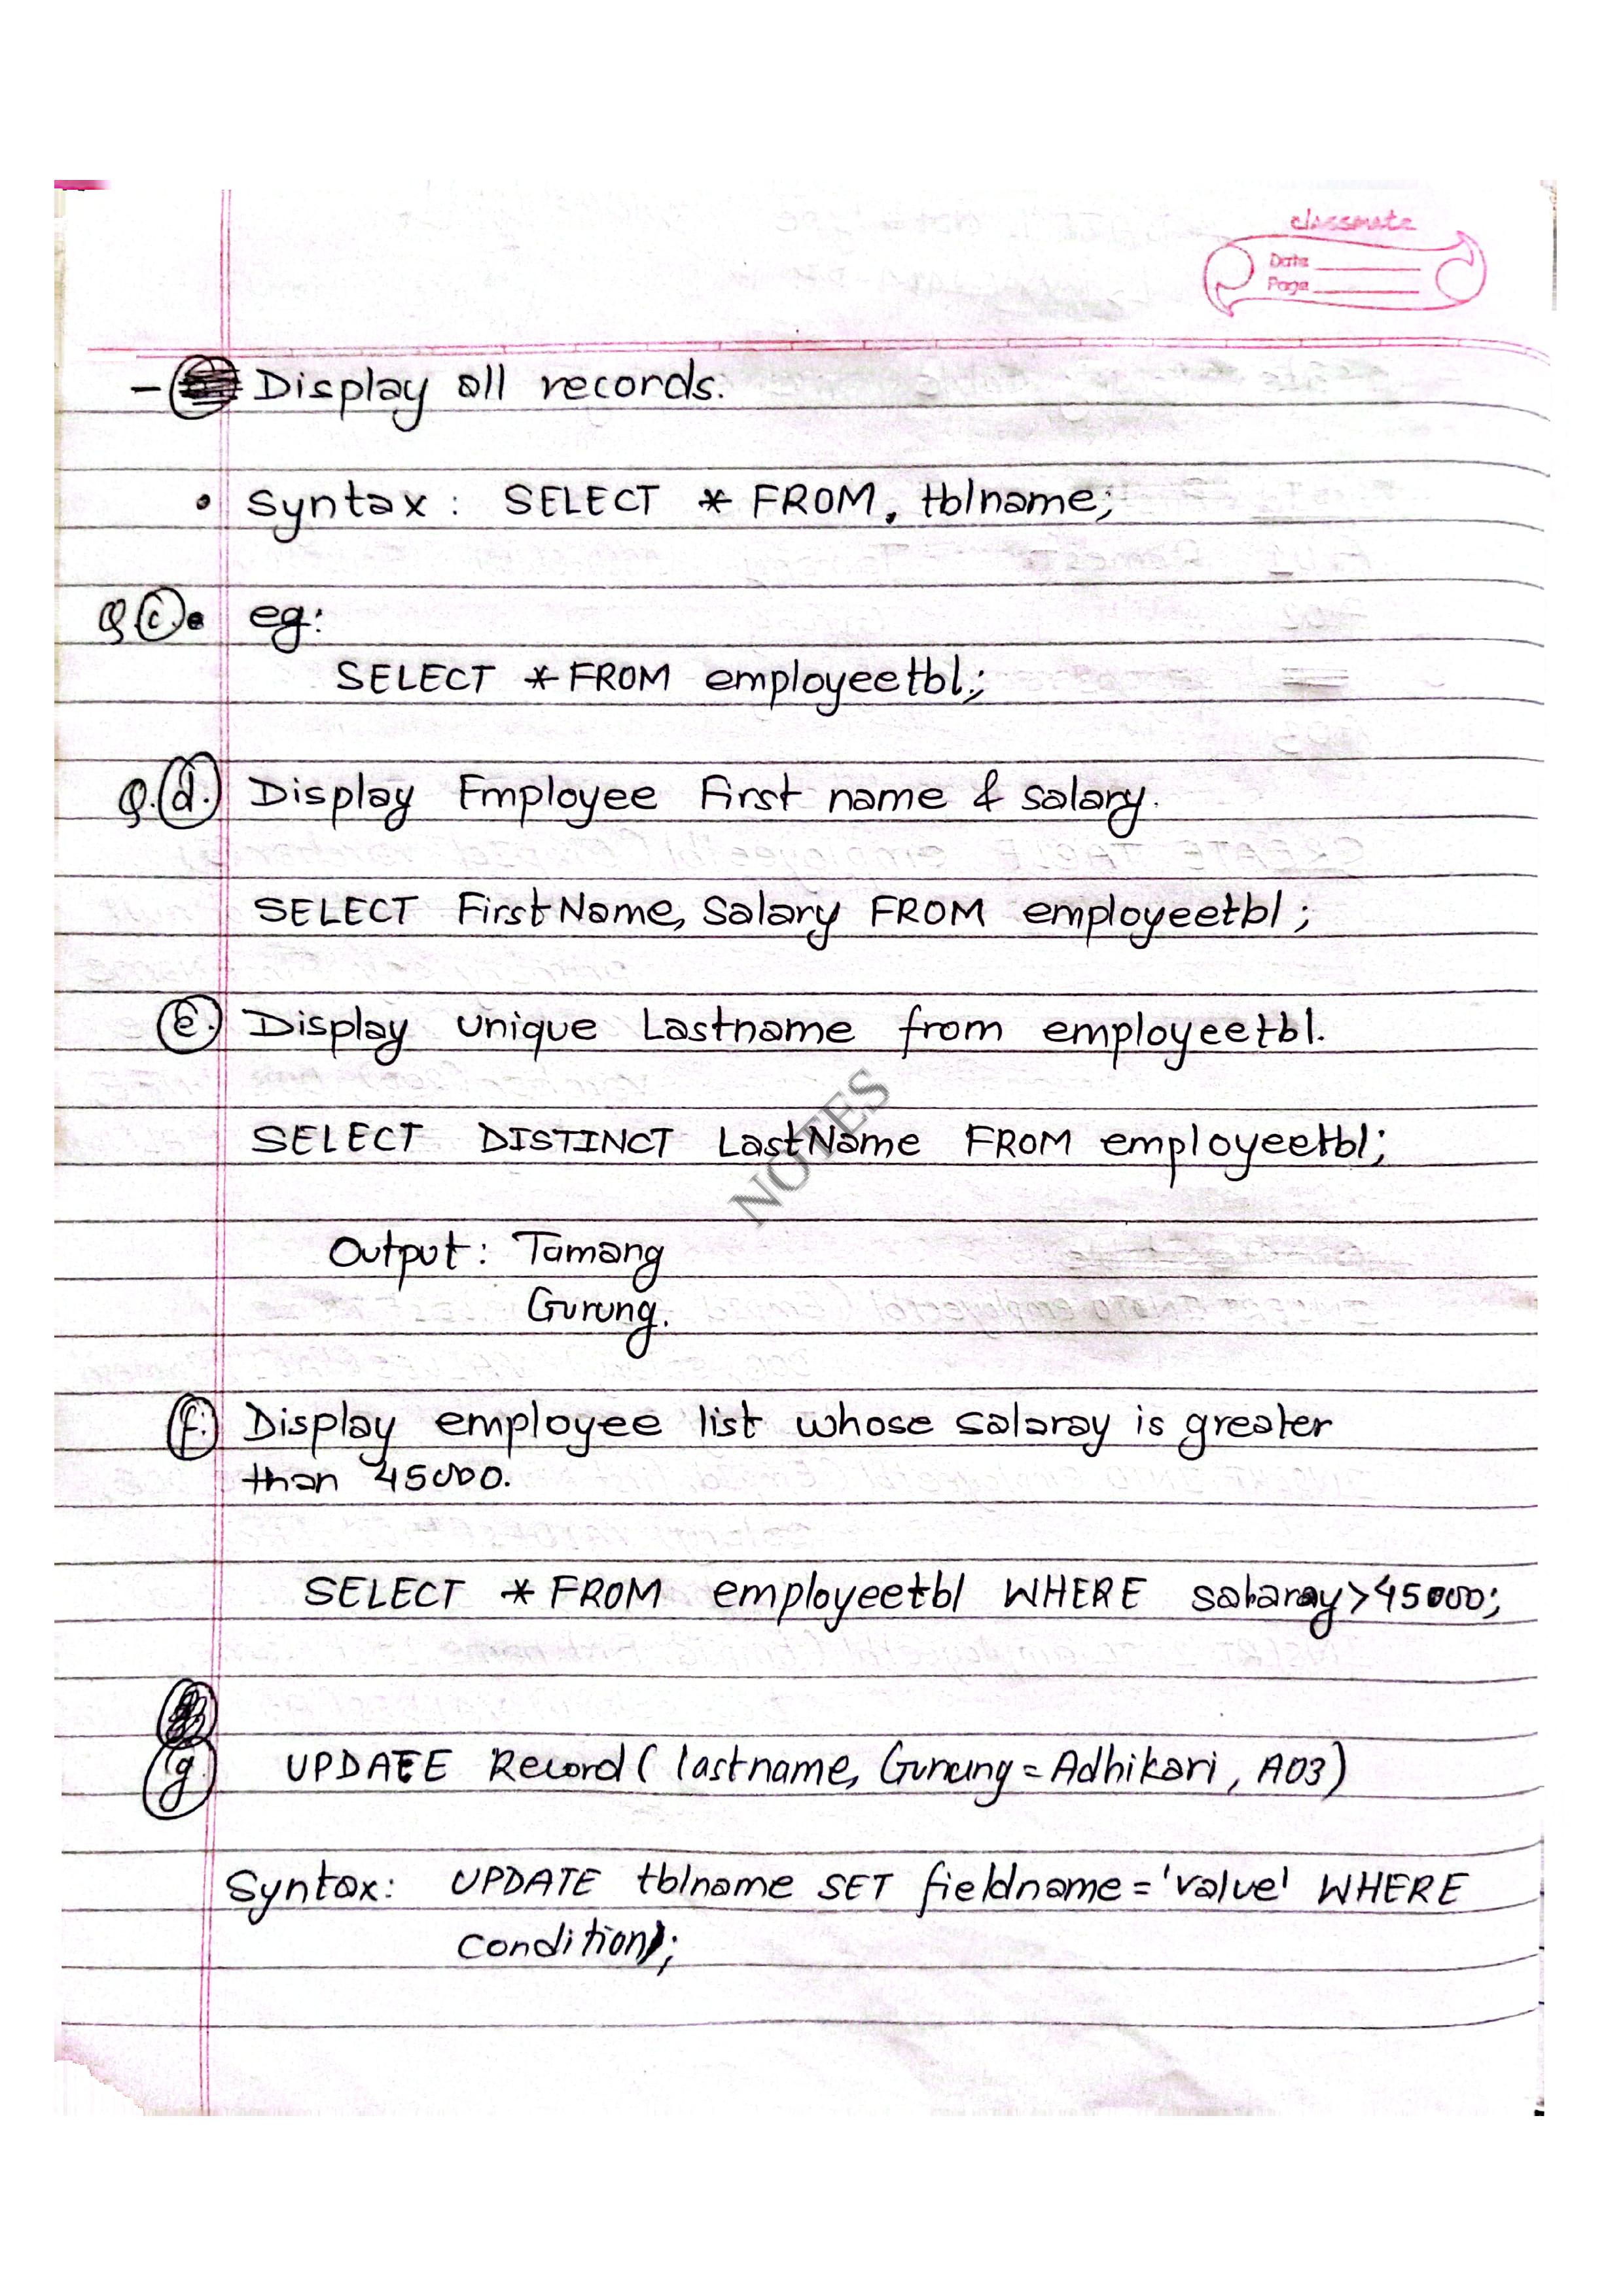 classmate
Date
Page
- Display all records.
• Syntax : SELECT * FROM, tblname;
Q (c). • eg:
SELECT * FROM employeetbl;
Q. (d.) Display Employee First name & salary.
SELECT FirstName, Salary FROM employeetbl ;
(e.) Display unique Lastname from employeetbl.
SELECT DISTINCT LastName FROM employeetbl;
NOTES
Output : Tamang
Gurung.
(f.) Display employee list whose salaray is greater
than 45000.
SELECT * FROM employeetbl WHERE salaray>45000;
(g.) UPDATE Record ( lastname, Gurung = Adhikari , A03)
Syntax: UPDATE tblname SET fieldname = 'value' WHERE
condition);